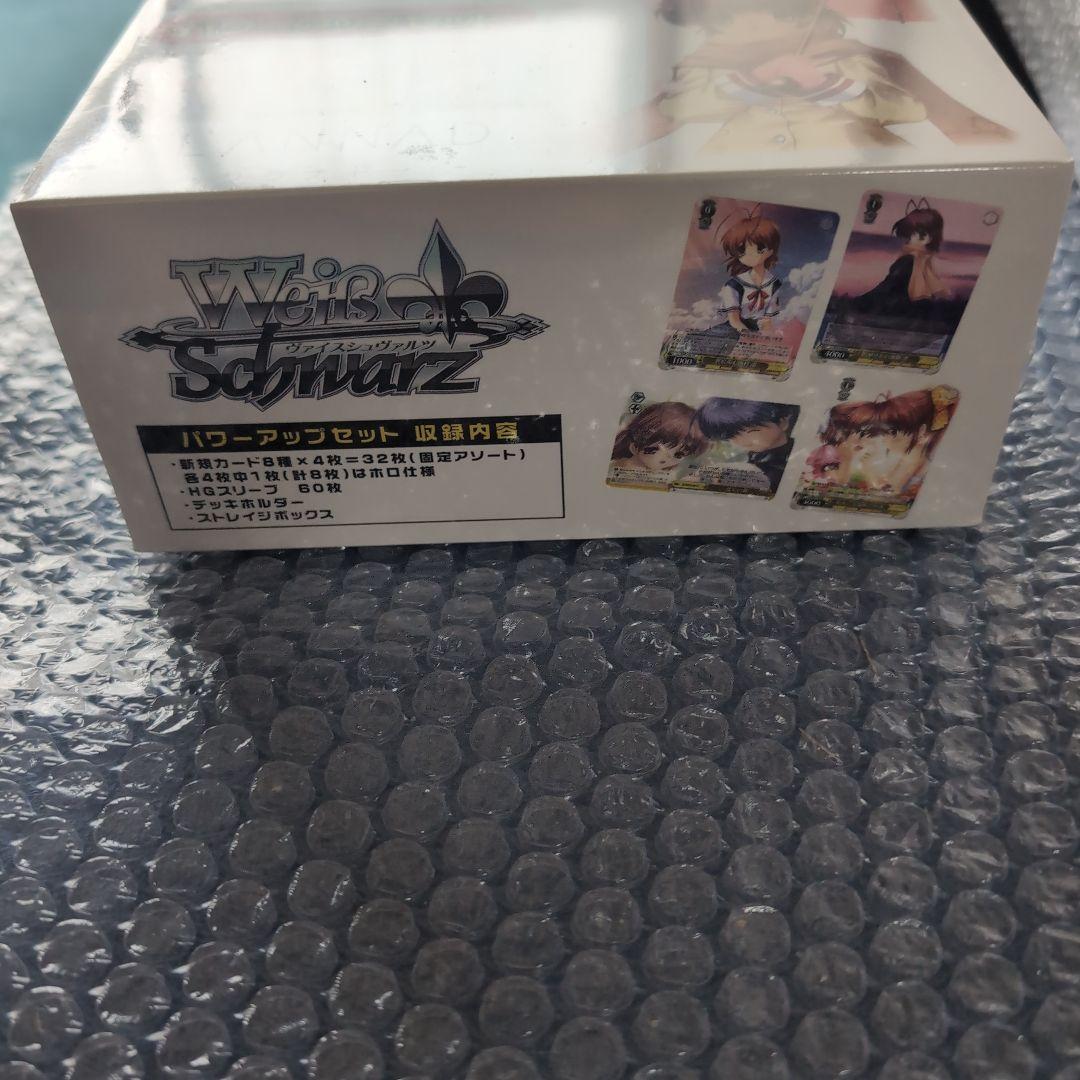 Weiß
ヴァイスシュヴァルツ
Schwarz
パワーアップセット 収録内容
・新規カード8種×4枚=32枚(固定アソート)
各4枚中1枚(計8枚)はホロ仕様
・HGスリーブ 60枚
・デッキホルダー
・ストレイジボックス
1000
4000
4000